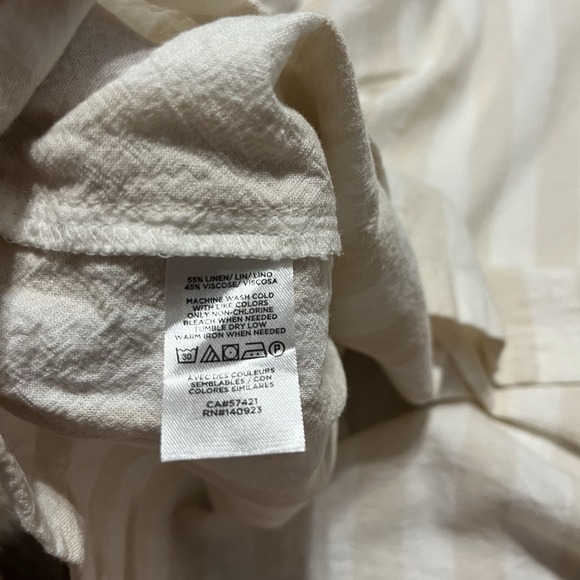 55% LINEN/ LIN/ LINO
45% VISCOSE/ VISCOSA
MACHINE WASH COLD
WITH LIKE COLORS
ONLY NON-CHLORINE
BLEACH WHEN NEEDED
TUMBLE DRY LOW
WARM IRON WHEN NEEDED
30 P
AVEC DES COULEURS
SEMBLABLES / CON
COLORES SIMILARES
CA#57421
RN#140923